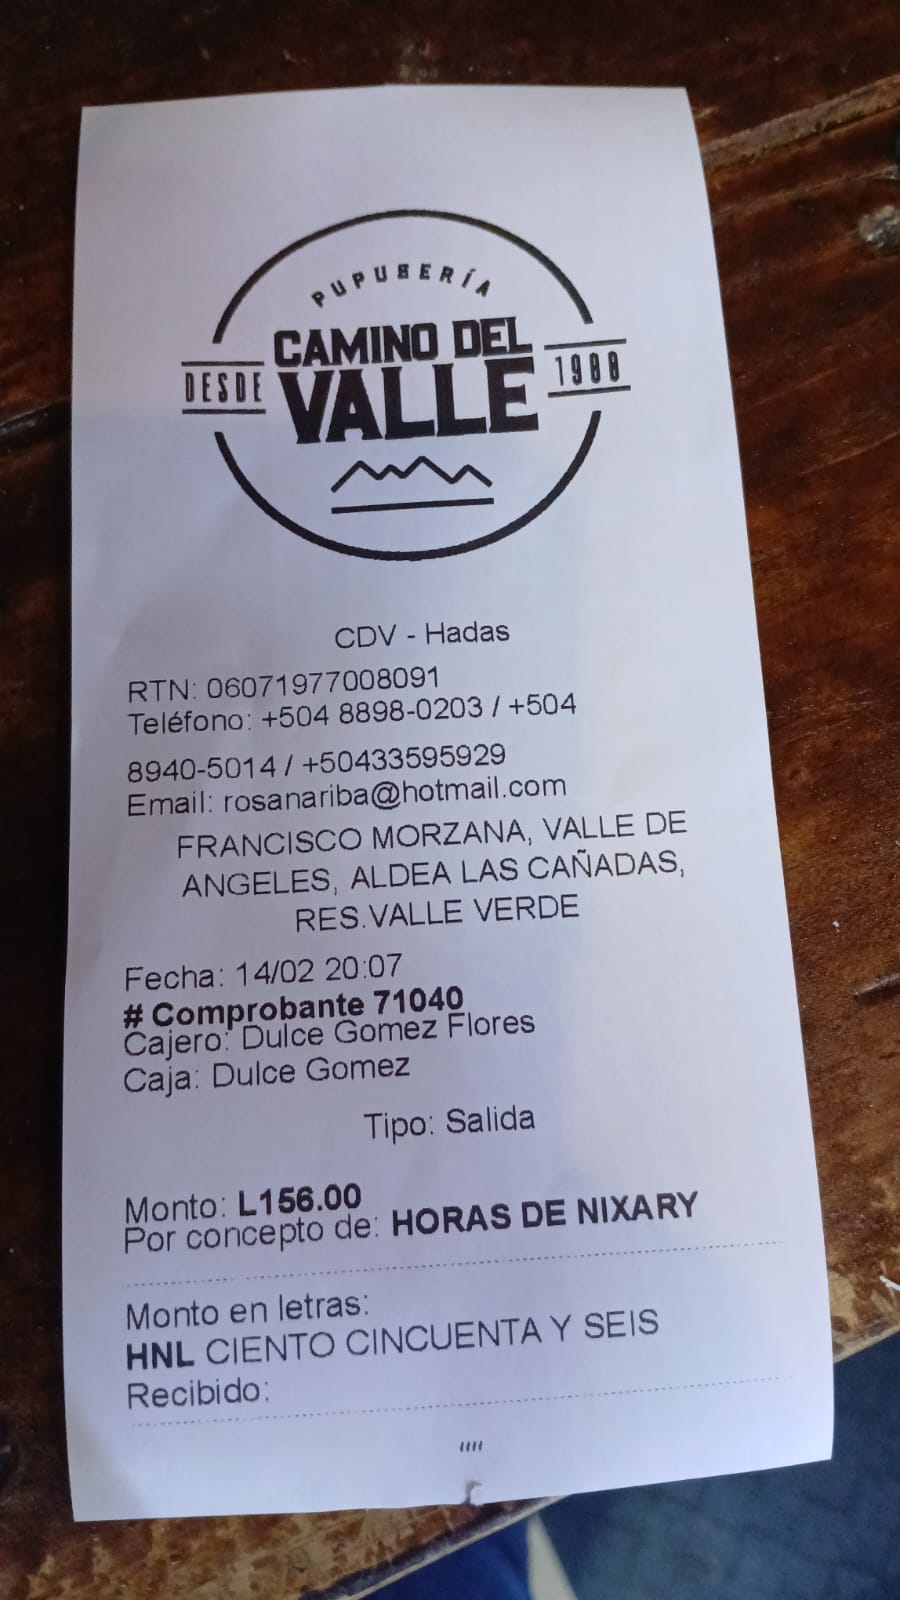 PUPUSERÍA
CAMINO DEL
DESDE VALLE 1988
CDV - Hadas
RTN: 06071977008091
Teléfono: +504 8898-0203 / +504
8940-5014 / +50433595929
Email: rosanariba@hotmail.com
FRANCISCO MORZANA, VALLE DE
ANGELES, ALDEA LAS CAÑADAS,
RES.VALLE VERDE
Fecha: 14/02 20:07
# Comprobante 71040
Cajero: Dulce Gomez Flores
Caja: Dulce Gomez
Tipo: Salida
Monto: L156.00
Por concepto de: HORAS DE NIXARY
Monto en letras:
HNL CIENTO CINCUENTA Y SEIS
Recibido:
////